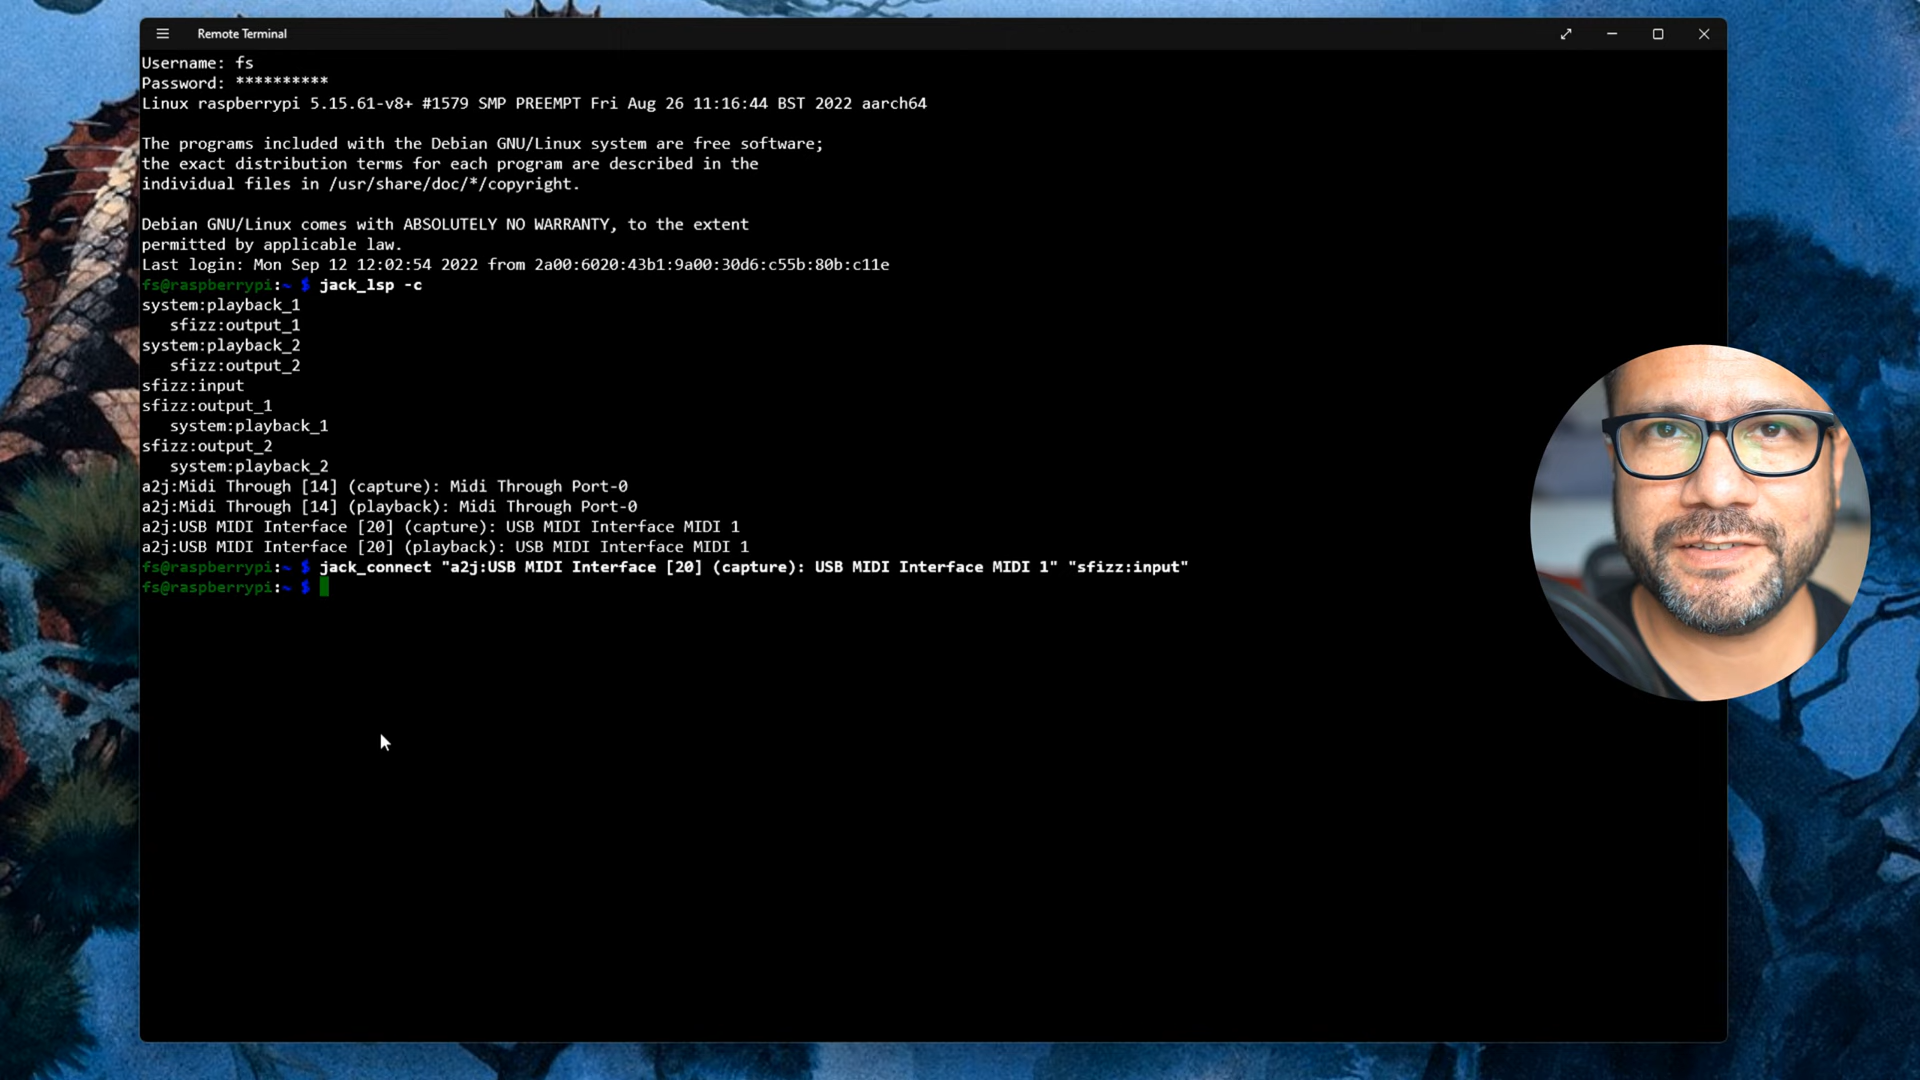 Remote Terminal
Username: fs
Password: **********
Linux raspberrypi 5.15.61-v8+ #1579 SMP PREEMPT Fri Aug 26 11:16:44 BST 2022 aarch64
The programs included with the Debian GNU/Linux system are free software;
the exact distribution terms for each program are described in the
individual files in /usr/share/doc/*/copyright.
Debian GNU/Linux comes with ABSOLUTELY NO WARRANTY, to the extent
permitted by applicable law.
Last login: Mon Sep 12 12:02:54 2022 from 2a00:6020:43b1:9a00:30d6:c55b:80b:c11e
fs@raspberrypi:~ $ jack_lsp -c
system:playback_1
   sfizz:output_1
system:playback_2
   sfizz:output_2
sfizz:input
sfizz:output_1
   system:playback_1
sfizz:output_2
   system:playback_2
a2j:Midi Through [14] (capture): Midi Through Port-0
a2j:Midi Through [14] (playback): Midi Through Port-0
a2j:USB MIDI Interface [20] (capture): USB MIDI Interface MIDI 1
a2j:USB MIDI Interface [20] (playback): USB MIDI Interface MIDI 1
fs@raspberrypi:~ $ jack_connect "a2j:USB MIDI Interface [20] (capture): USB MIDI Interface MIDI 1" "sfizz:input"
fs@raspberrypi:~ $